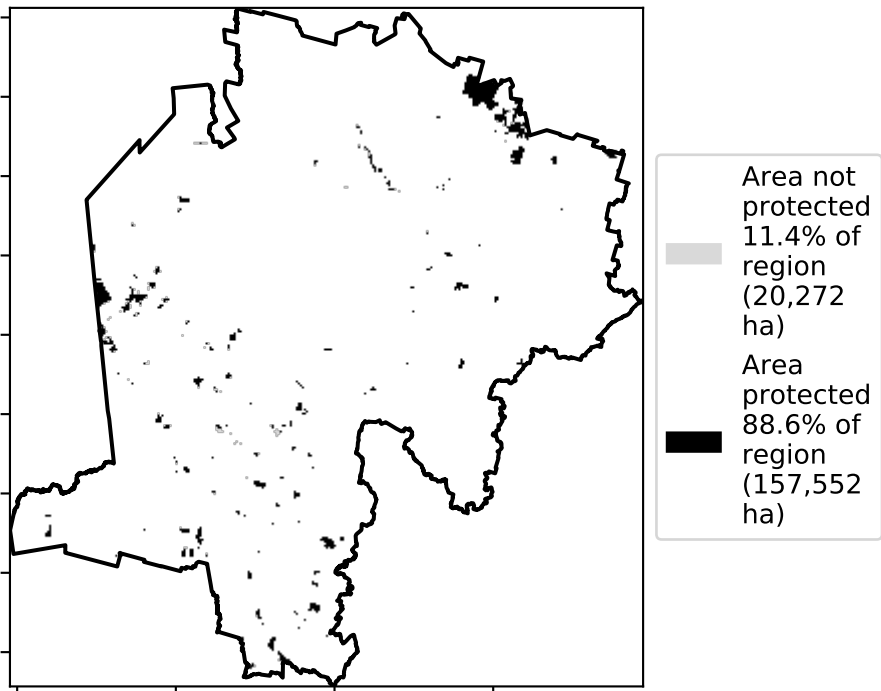 Area not
protected
11.4% of
region
(20,272
ha)
Area
protected
88.6% of
region
(157,552
ha)